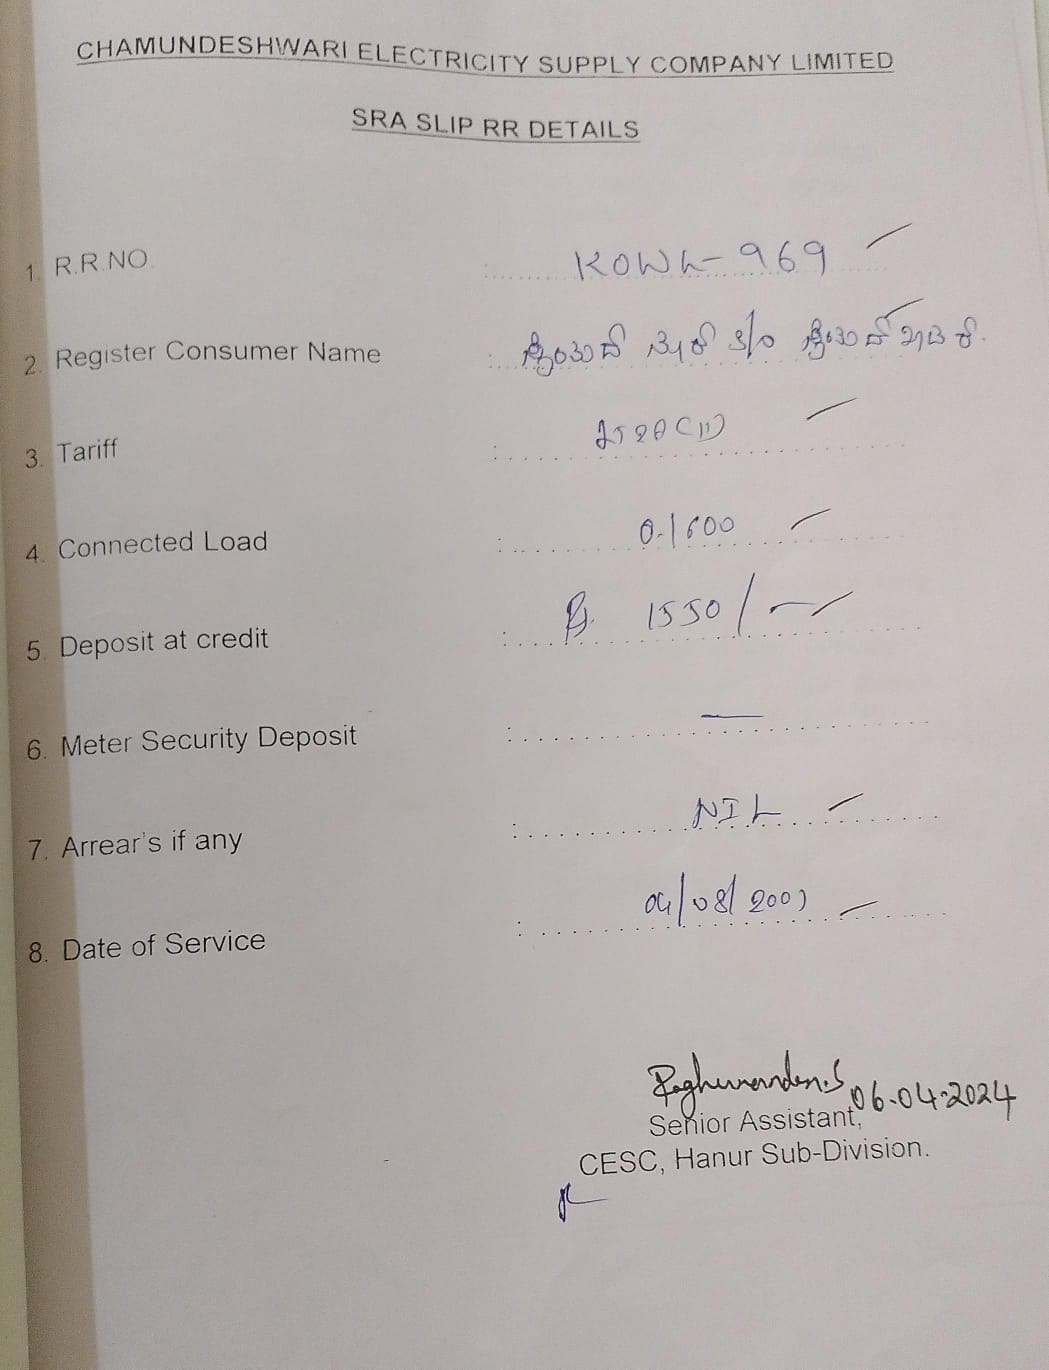 CHAMUNDESHWARI ELECTRICITY SUPPLY COMPANY LIMITED
SRA SLIP RR DETAILS
1. R.R.NO. : KOWL-969
2. Register Consumer Name :
3. Tariff :
4. Connected Load : 0-1600
5. Deposit at credit : Rs. 1550/-
6. Meter Security Deposit : —
7. Arrear's if any : NIL
8. Date of Service : 04/08/2001
Raghunandan.S 06.04.2024
Senior Assistant,
CESC, Hanur Sub-Division.